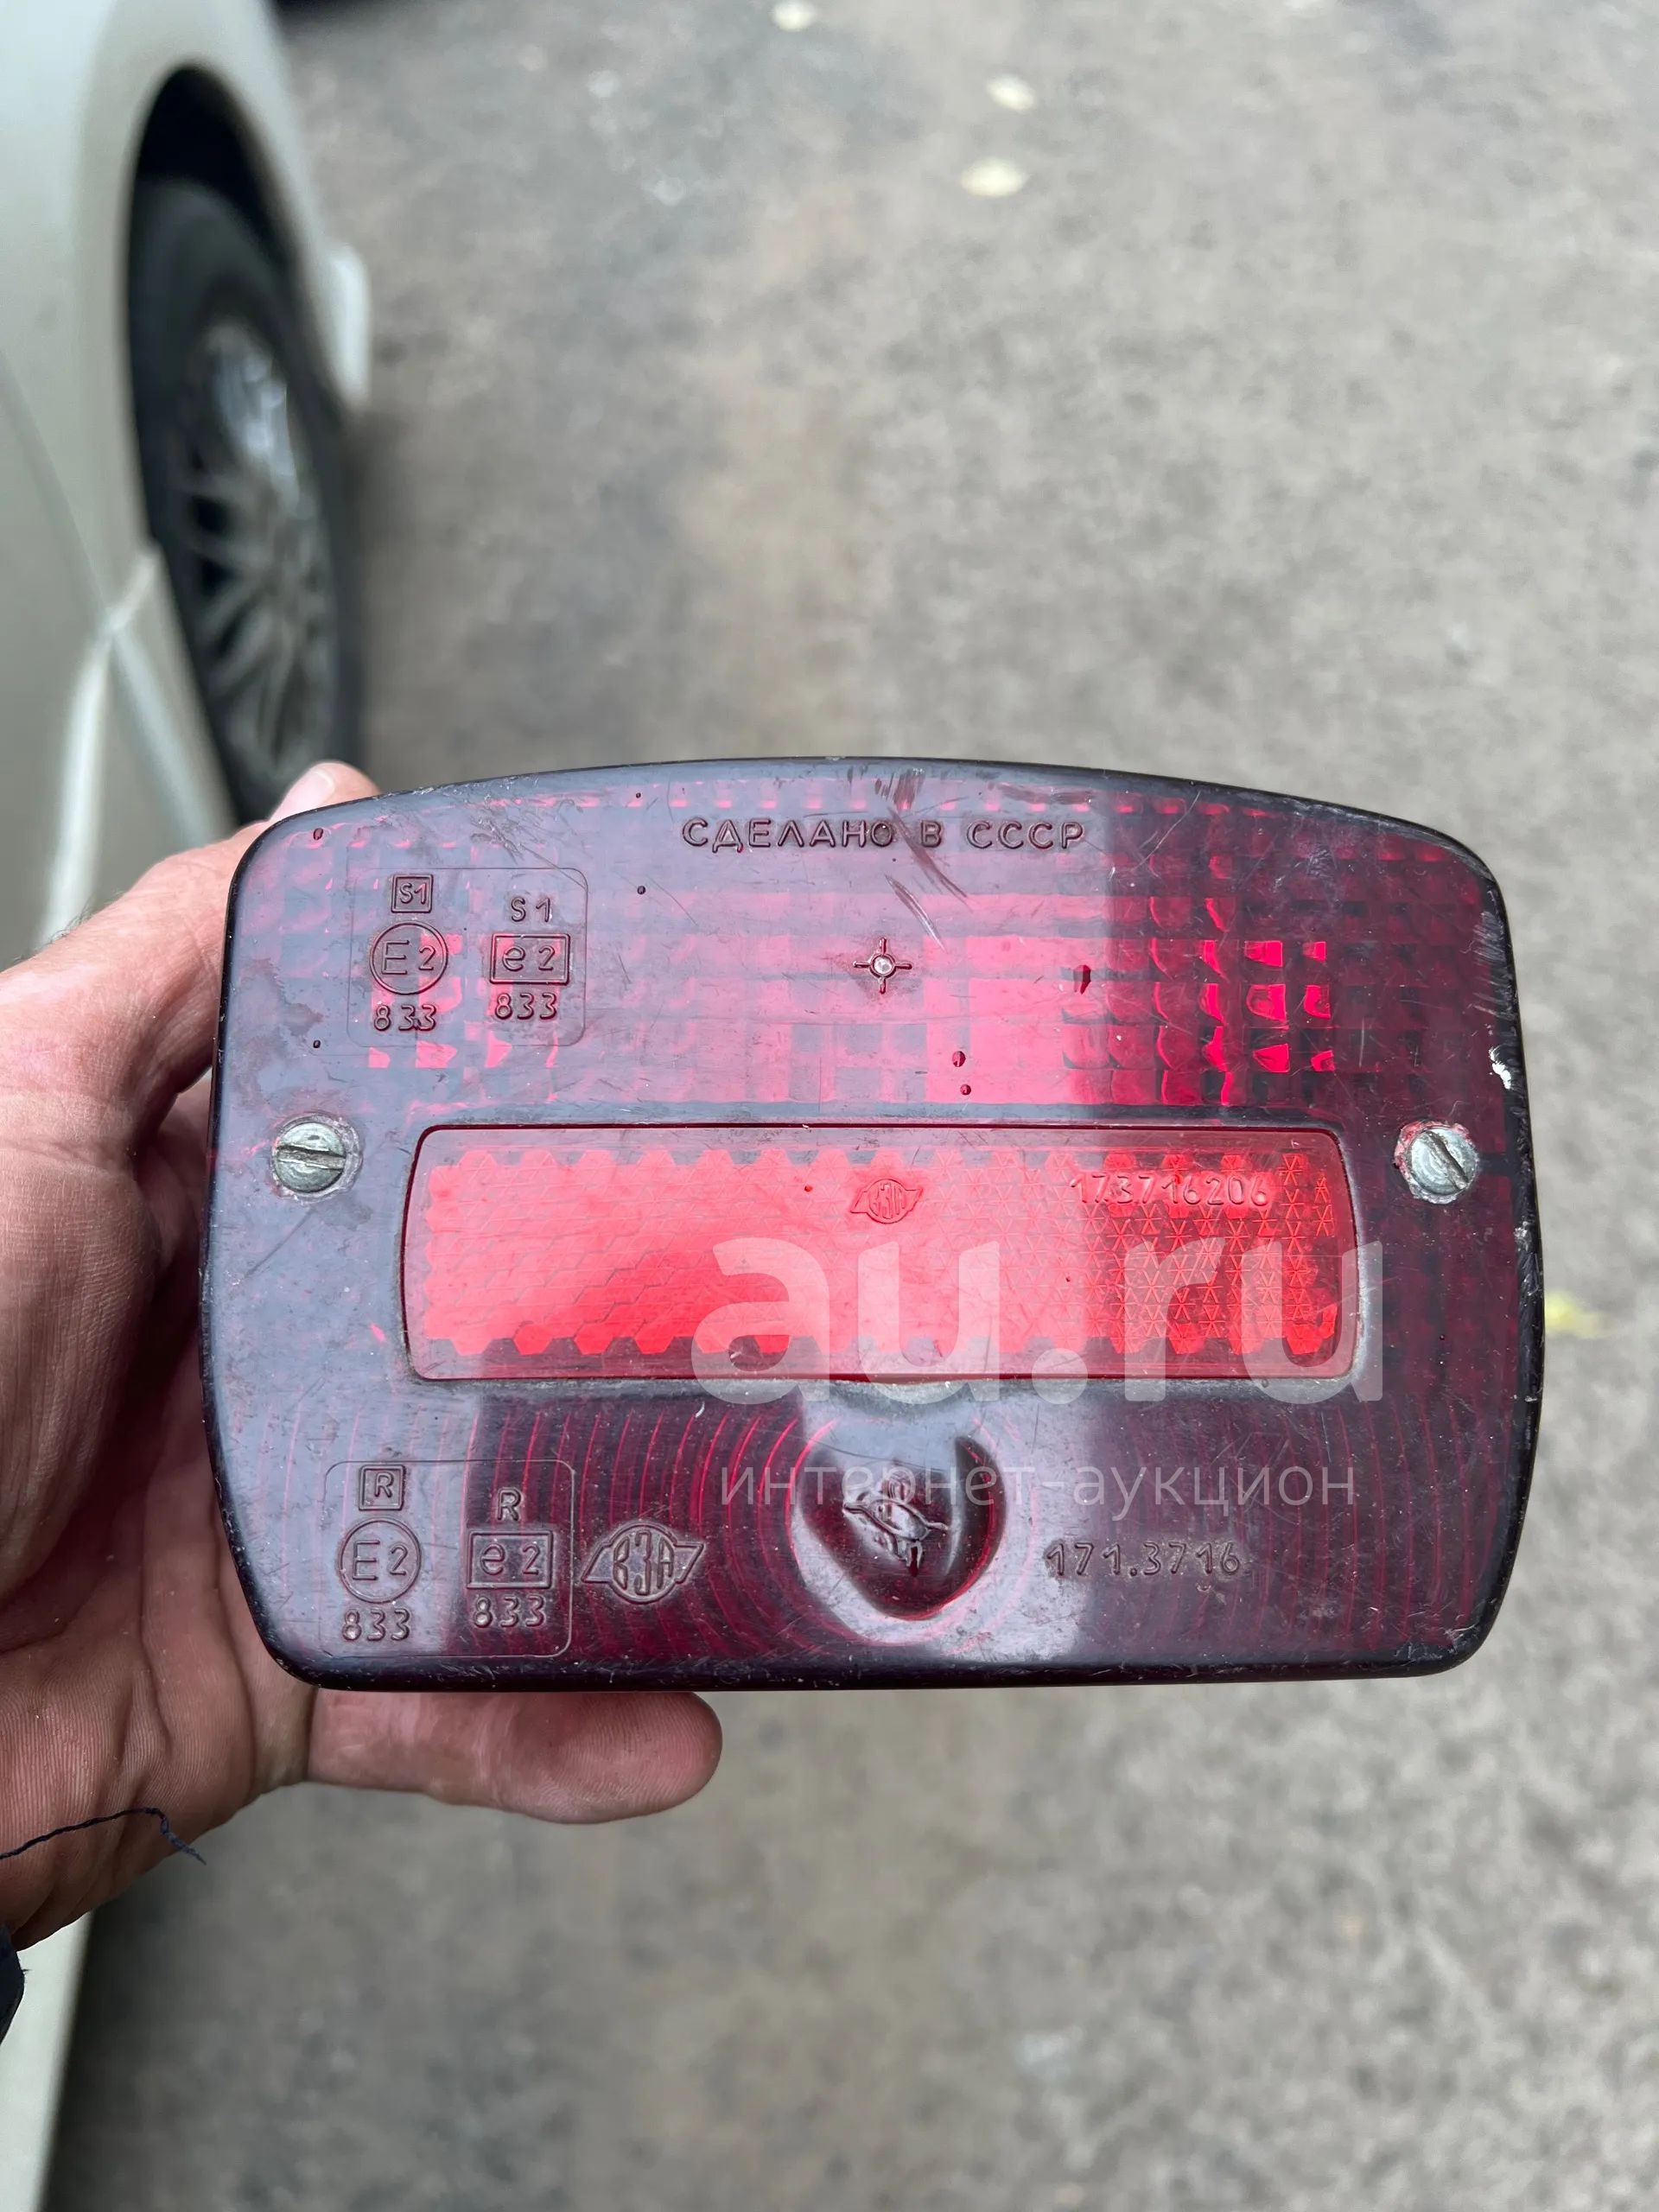 СДЕЛАНО В СССР
S1 S1
E2 e2
833 833
ВЗА 173716206
au.ru
интернет-аукцион
R R
E2 e2 ВЗА 171.3716
833 833